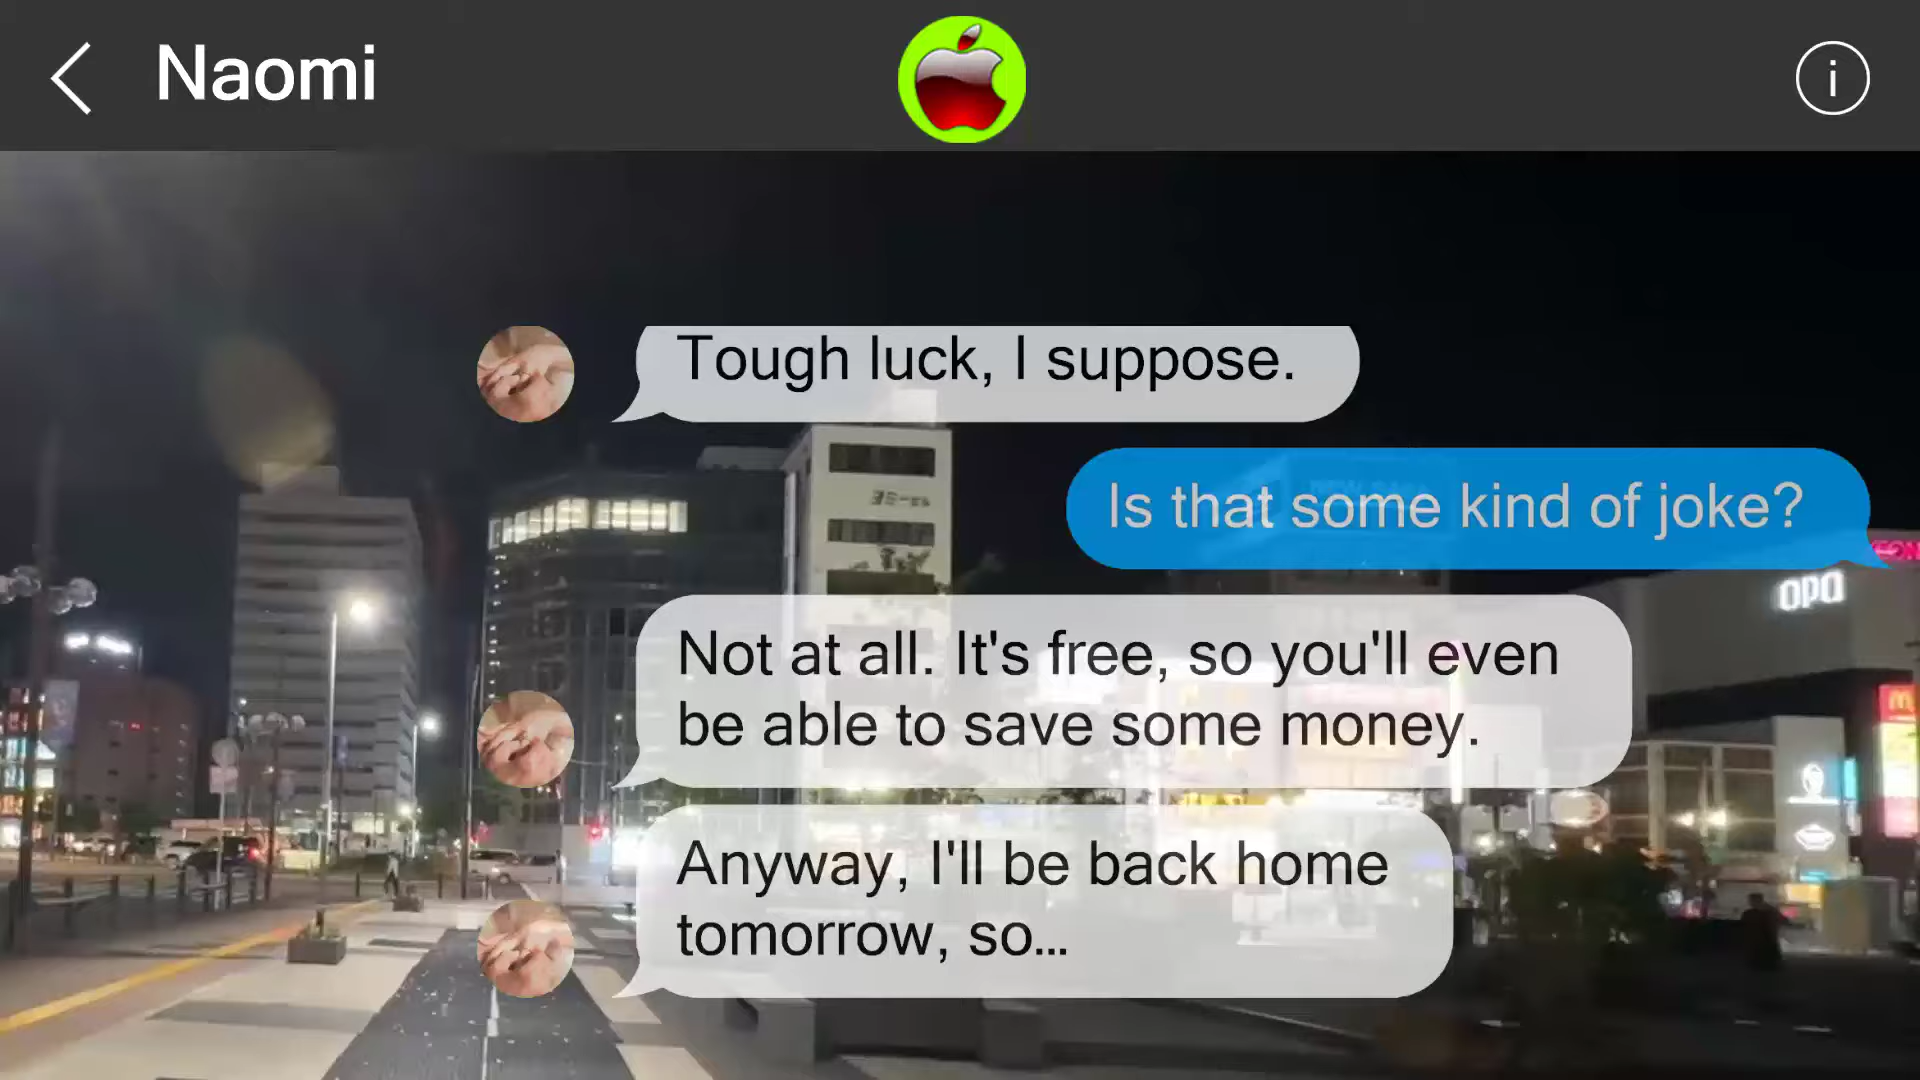 Naomi
i
Tough luck, I suppose.
Is that some kind of joke?
Not at all. It's free, so you'll even
be able to save some money.
Anyway, I'll be back home
tomorrow, so...
opa